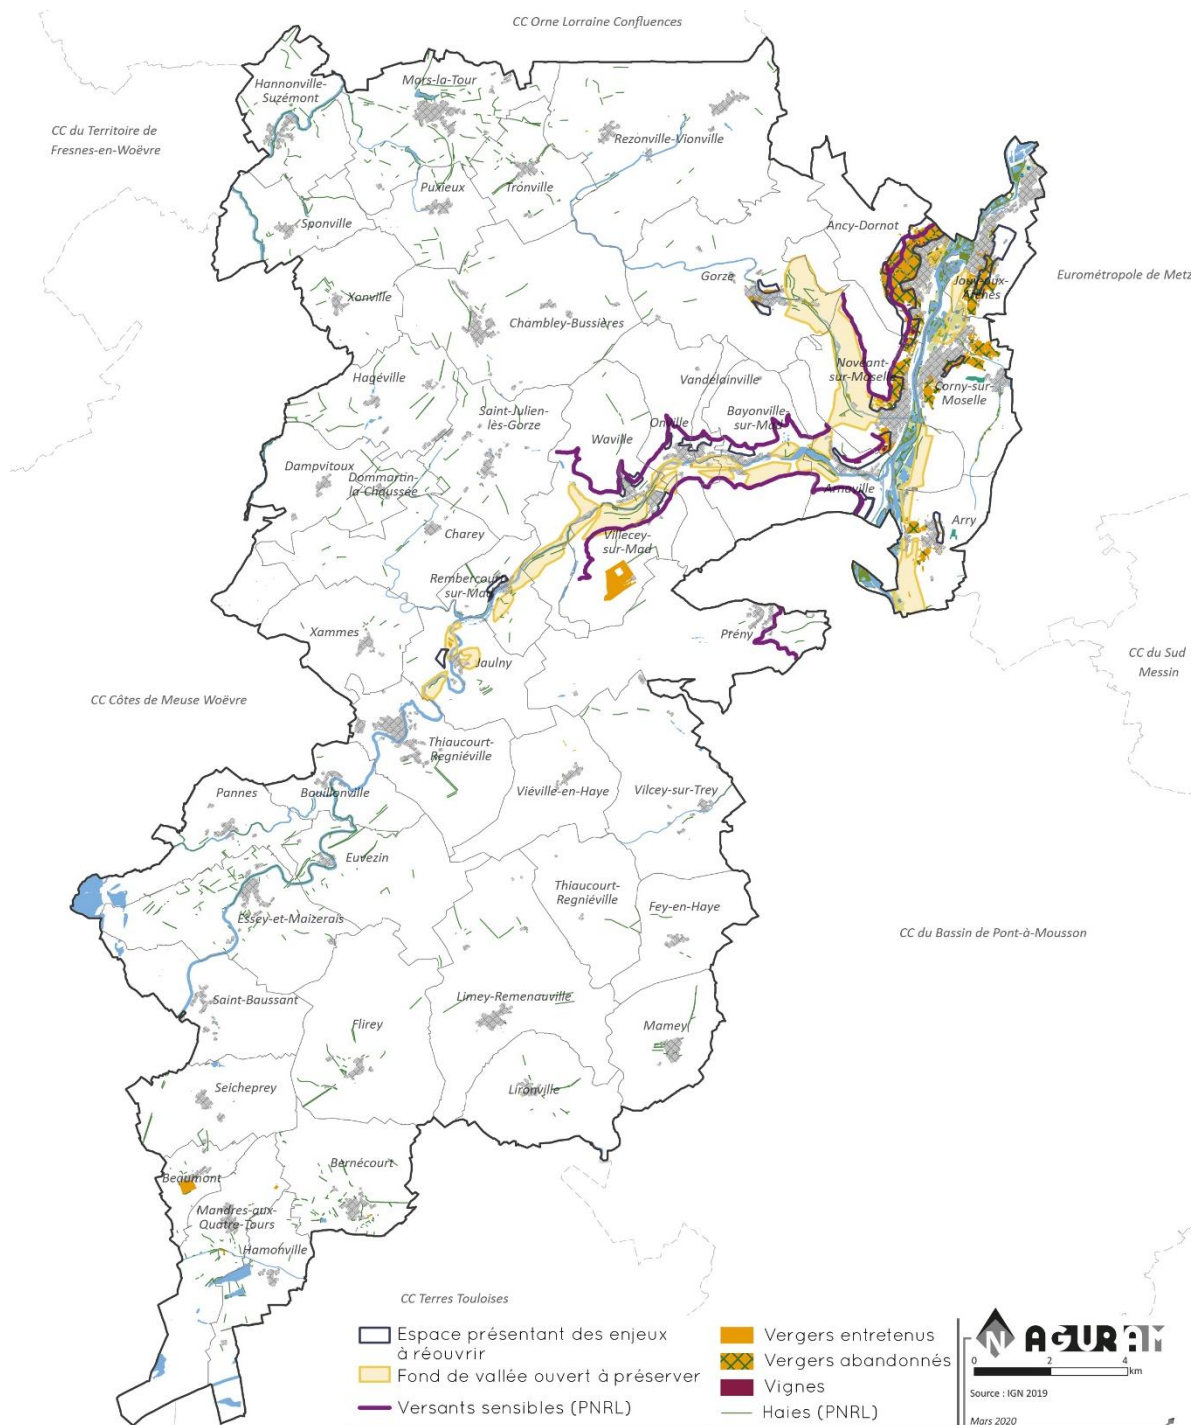 CC Orne Lorraine Confluences
Hannonville-
Suzémont
Mars-la-Tour
CC du Territoire de
Fresnes-en-Woëvre
Rezonville-Vionville
Puxieux
Tronville
Sponville
Ancy-Dornot
Gorze
Jouy-aux-
Arches
Eurométropole de Metz
Xonville
Chambley-Bussières
Novéant-
sur-Moselle
Hagéville
Vandelainville
Corny-sur-
Moselle
Saint-Julien-
lès-Gorze
Onville
Bayonville-
sur-Mad
Waville
Dampvitoux
Dommartin-
la-Chaussée
Arnaville
Charey
Villecey-
sur-Mad
Arry
Rembercourt-
sur-Mad
Xammes
Prény
Jaulny
CC du Sud
Messin
CC Côtes de Meuse Woëvre
Thiaucourt-
Regniéville
Pannes
Bouillonville
Viéville-en-Haye
Vilcey-sur-Trey
Euvezin
Thiaucourt-
Regniéville
Fey-en-Haye
Essey-et-Maizerais
CC du Bassin de Pont-à-Mousson
Saint-Baussant
Limey-Remenauville
Flirey
Mamey
Seicheprey
Lironville
Beaumont
Bernécourt
Mandres-aux-
Quatre-Tours
Hamonville
CC Terres Touloises
Espace présentant des enjeux
à réouvrir
Fond de vallée ouvert à préserver
Versants sensibles (PNRL)
Vergers entretenus
Vergers abandonnés
Vignes
Haies (PNRL)
N AGURAM
0 2 4
km
Source : IGN 2019
Mars 2020